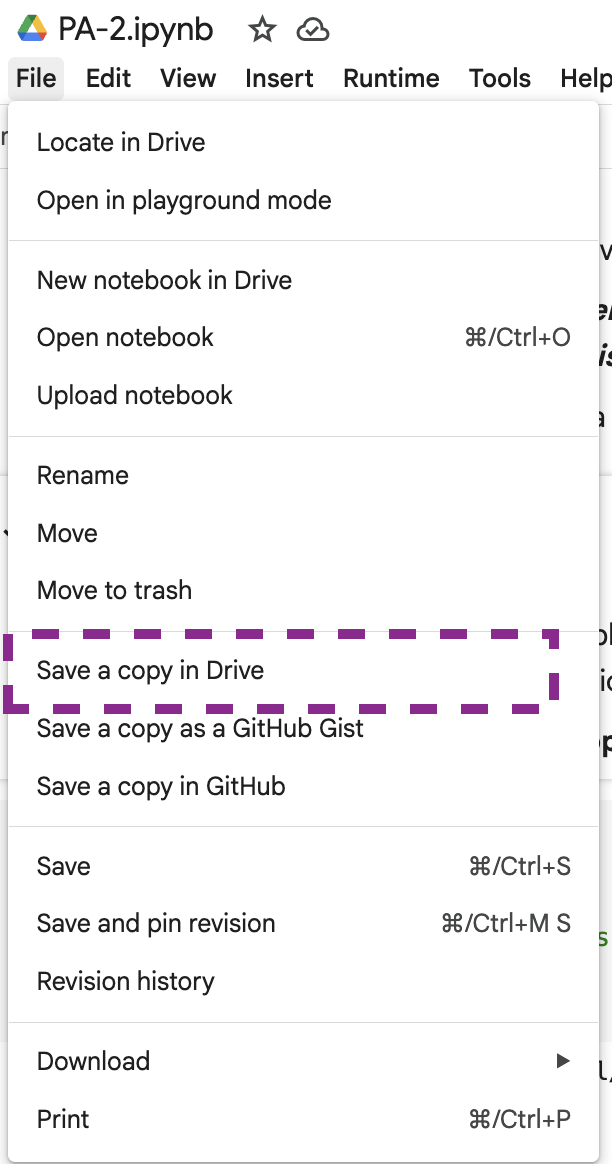 PA-2.ipynb
File Edit View Insert Runtime Tools Help
Locate in Drive
Open in playground mode
New notebook in Drive
Open notebook ⌘/Ctrl+O
Upload notebook
Rename
Move
Move to trash
Save a copy in Drive
Save a copy as a GitHub Gist
Save a copy in GitHub
Save ⌘/Ctrl+S
Save and pin revision ⌘/Ctrl+M S
Revision history
Download
Print ⌘/Ctrl+P